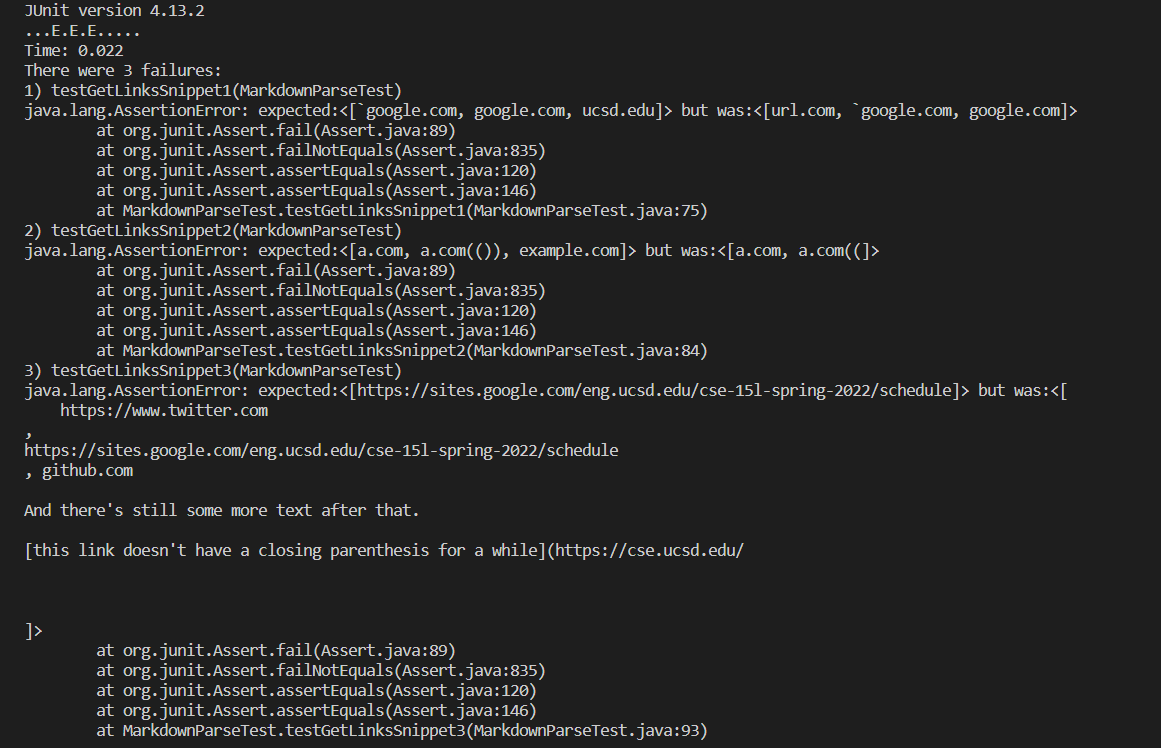 JUnit version 4.13.2
...E.E.E.....
Time: 0.022
There were 3 failures:
1) testGetLinksSnippet1(MarkdownParseTest)
java.lang.AssertionError: expected:<[`google.com, google.com, ucsd.edu]> but was:<[url.com, `google.com, google.com]>
        at org.junit.Assert.fail(Assert.java:89)
        at org.junit.Assert.failNotEquals(Assert.java:835)
        at org.junit.Assert.assertEquals(Assert.java:120)
        at org.junit.Assert.assertEquals(Assert.java:146)
        at MarkdownParseTest.testGetLinksSnippet1(MarkdownParseTest.java:75)
2) testGetLinksSnippet2(MarkdownParseTest)
java.lang.AssertionError: expected:<[a.com, a.com(()), example.com]> but was:<[a.com, a.com((]>
        at org.junit.Assert.fail(Assert.java:89)
        at org.junit.Assert.failNotEquals(Assert.java:835)
        at org.junit.Assert.assertEquals(Assert.java:120)
        at org.junit.Assert.assertEquals(Assert.java:146)
        at MarkdownParseTest.testGetLinksSnippet2(MarkdownParseTest.java:84)
3) testGetLinksSnippet3(MarkdownParseTest)
java.lang.AssertionError: expected:<[https://sites.google.com/eng.ucsd.edu/cse-15l-spring-2022/schedule]> but was:<[
    https://www.twitter.com
,
https://sites.google.com/eng.ucsd.edu/cse-15l-spring-2022/schedule
, github.com

And there's still some more text after that.

[this link doesn't have a closing parenthesis for a while](https://cse.ucsd.edu/



]>
        at org.junit.Assert.fail(Assert.java:89)
        at org.junit.Assert.failNotEquals(Assert.java:835)
        at org.junit.Assert.assertEquals(Assert.java:120)
        at org.junit.Assert.assertEquals(Assert.java:146)
        at MarkdownParseTest.testGetLinksSnippet3(MarkdownParseTest.java:93)